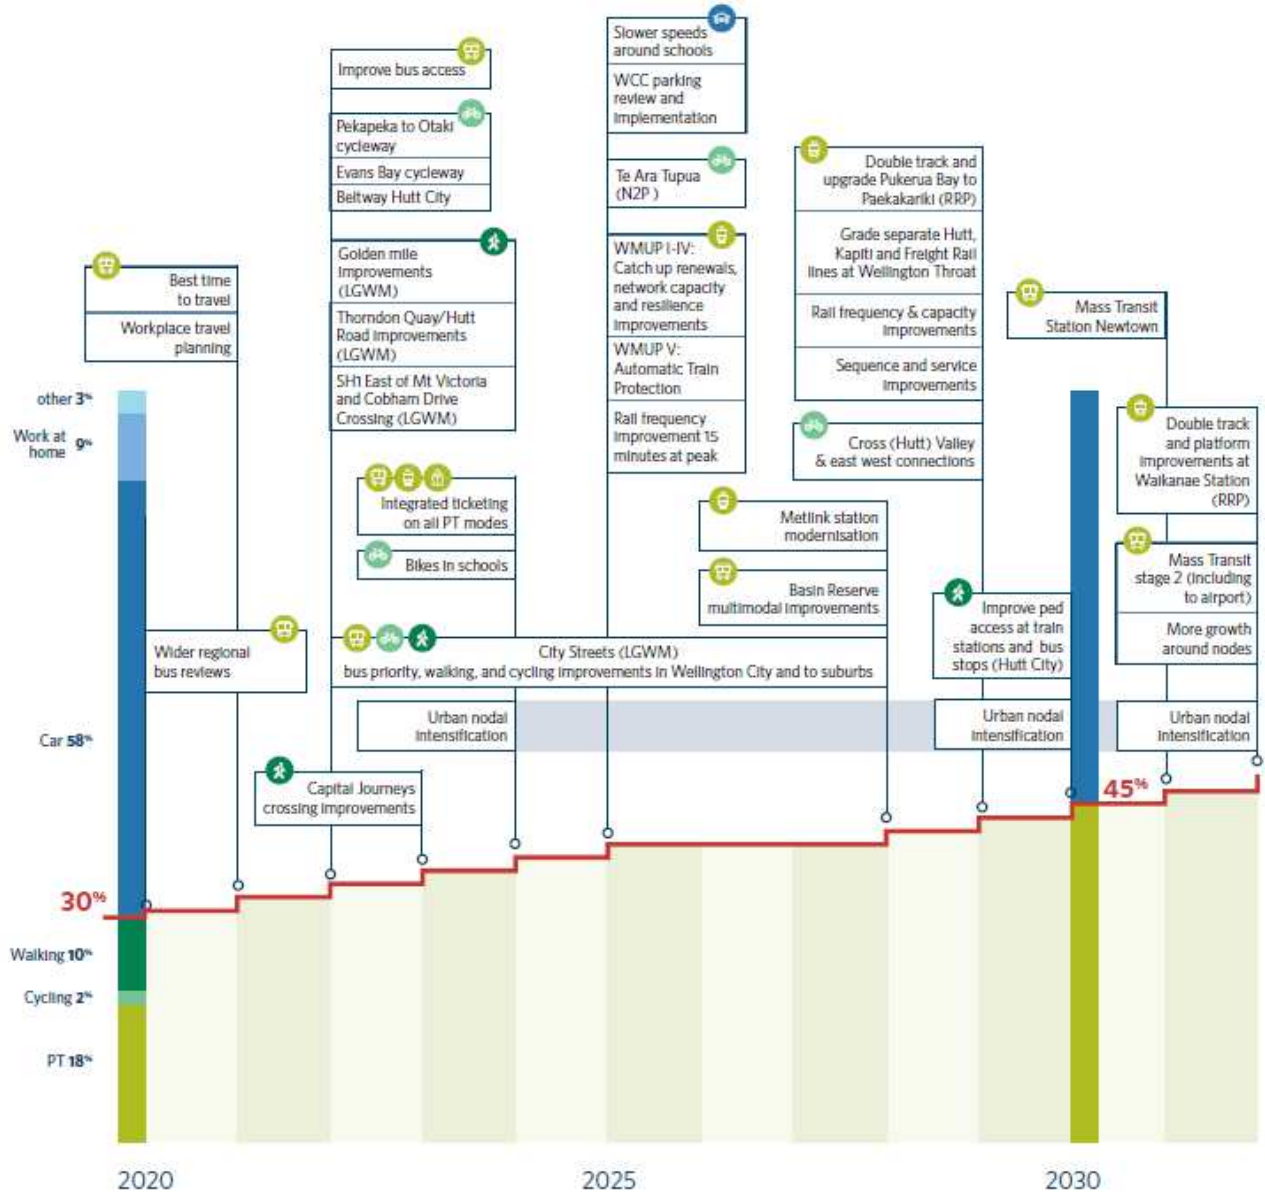 Slower speeds
around schools
WCC parking
review and
implementation
Improve bus access
Pekapeka to Otaki
cycleway
Evans Bay cycleway
Beltway Hutt City
Te Ara Tupua
(N2P )
Double track and
upgrade Pukerua Bay to
Paekakariki (RRP)
Grade separate Hutt,
Kapiti and Freight Rail
lines at Wellington Throat
Rail frequency & capacity
improvements
Sequence and service
improvements
Golden mile
improvements
(LGWM)
Thorndon Quay/Hutt
Road improvements
(LGWM)
SH1 East of Mt Victoria
and Cobham Drive
Crossing (LGWM)
WMUP I-IV:
Catch up renewals,
network capacity
and resilience
improvements
WMUP V:
Automatic Train
Protection
Rail frequency
improvement 15
minutes at peak
Best time
to travel
Workplace travel
planning
Mass Transit
Station Newtown
other 3%
Work at
home 9%
Double track
and platform
improvements at
Waikanae Station
(RRP)
Cross (Hutt) Valley
& east west connections
Integrated ticketing
on all PT modes
Bikes in schools
Metlink station
modernisation
Basin Reserve
multimodal improvements
Mass Transit
stage 2 (including
to airport)
More growth
around nodes
Improve ped
access at train
stations and bus
stops (Hutt City)
Wider regional
bus reviews
City Streets (LGWM)
bus priority, walking, and cycling improvements in Wellington City and to suburbs
Urban nodal
intensification
Urban nodal
intensification
Urban nodal
intensification
Car 58%
Capital Journeys
crossing improvements
45%
30%
Walking 10%
Cycling 2%
PT 18%
2020
2025
2030